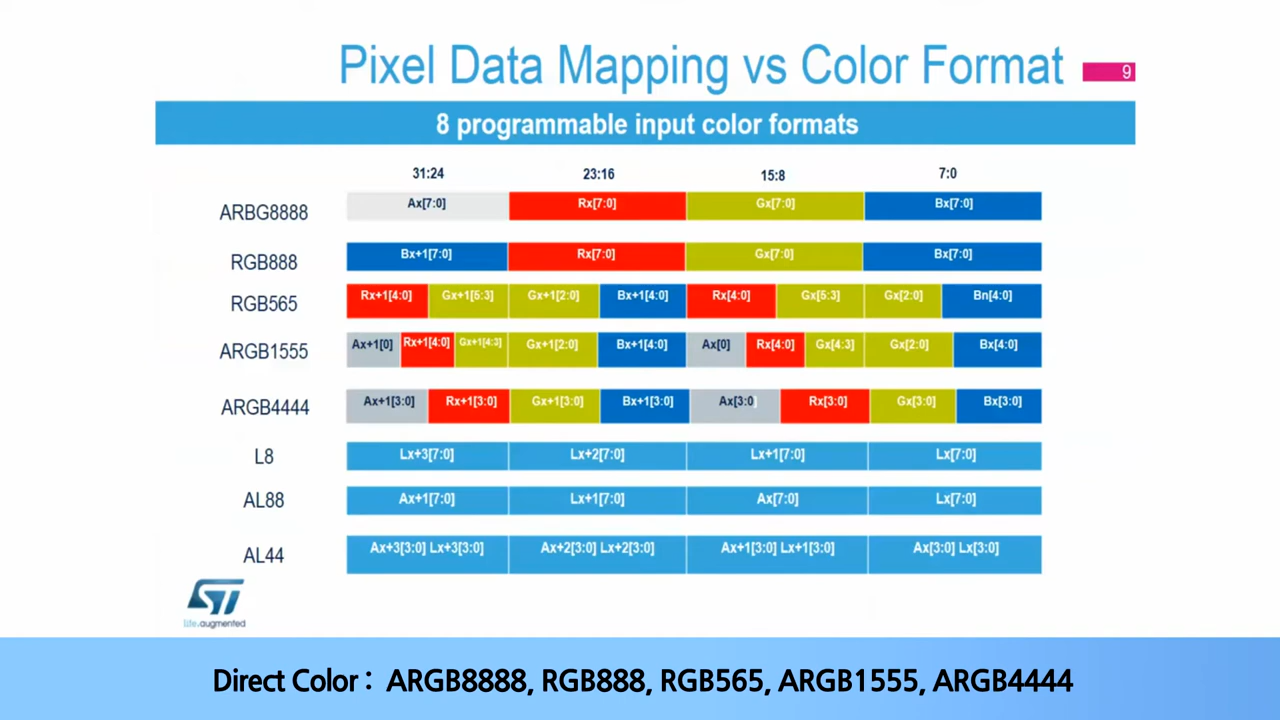 Pixel Data Mapping vs Color Format
9
8 programmable input color formats
31:24 23:16 15:8 7:0
ARBG8888 Ax[7:0] Rx[7:0] Gx[7:0] Bx[7:0]
RGB888 Bx+1[7:0] Rx[7:0] Gx[7:0] Bx[7:0]
RGB565 Rx+1[4:0] Gx+1[5:3] Gx+1[2:0] Bx+1[4:0] Rx[4:0] Gx[5:3] Gx[2:0] Bn[4:0]
ARGB1555 Ax+1[0] Rx+1[4:0] Gx+1[4:3] Gx+1[2:0] Bx+1[4:0] Ax[0] Rx[4:0] Gx[4:3] Gx[2:0] Bx[4:0]
ARGB4444 Ax+1[3:0] Rx+1[3:0] Gx+1[3:0] Bx+1[3:0] Ax[3:0] Rx[3:0] Gx[3:0] Bx[3:0]
L8 Lx+3[7:0] Lx+2[7:0] Lx+1[7:0] Lx[7:0]
AL88 Ax+1[7:0] Lx+1[7:0] Ax[7:0] Lx[7:0]
AL44 Ax+3[3:0] Lx+3[3:0] Ax+2[3:0] Lx+2[3:0] Ax+1[3:0] Lx+1[3:0] Ax[3:0] Lx[3:0]
ST
life.augmented
Direct Color : ARGB8888, RGB888, RGB565, ARGB1555, ARGB4444